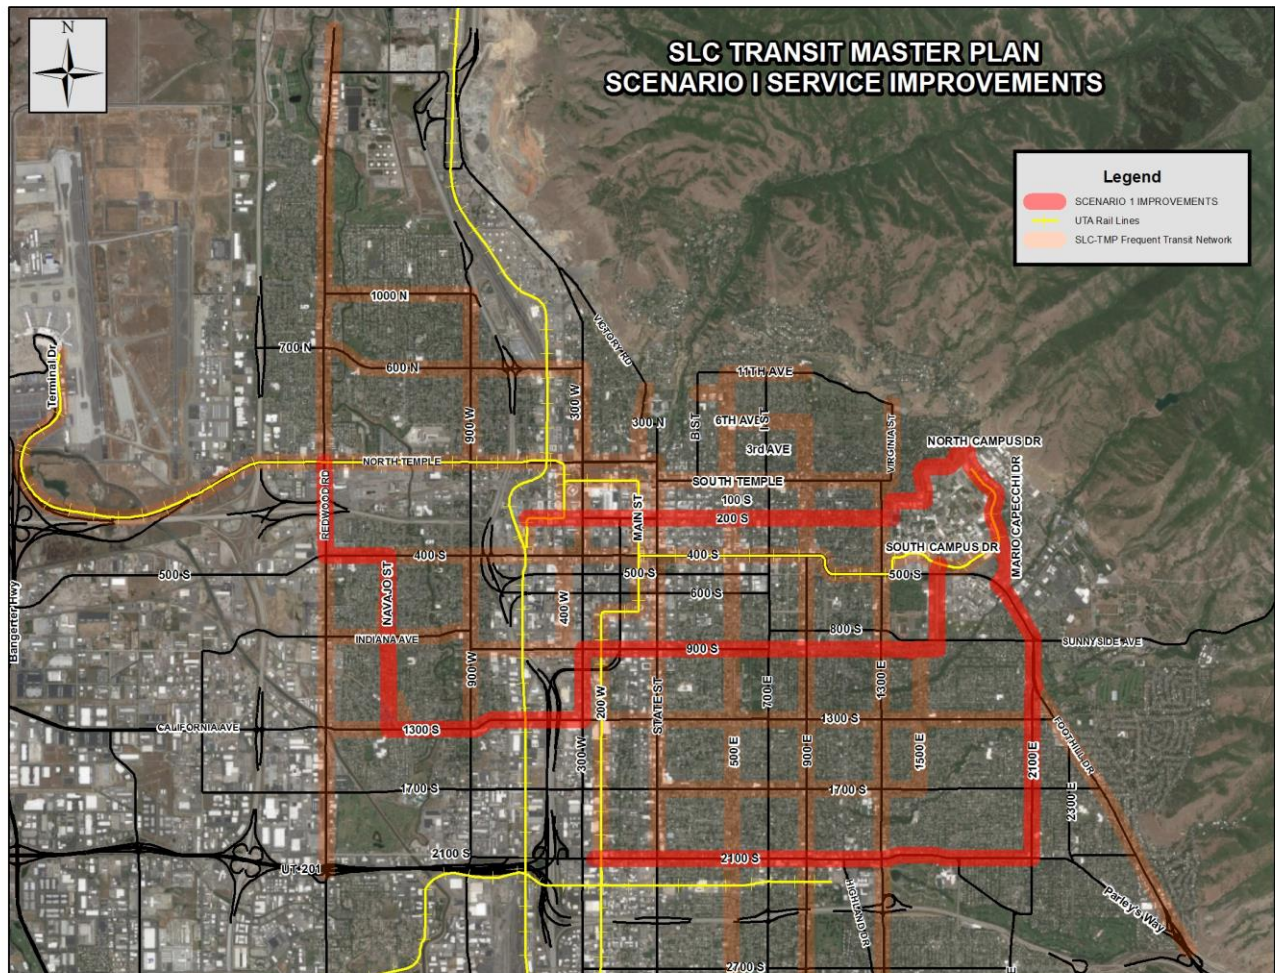 N
SLC TRANSIT MASTER PLAN
SCENARIO I SERVICE IMPROVEMENTS
Legend
SCENARIO 1 IMPROVEMENTS
UTA Rail Lines
SLC-TMP Frequent Transit Network
1000 N
VICTORY RD
700 N
600 N
Terminal Dr
11TH AVE
300 W
900 W
B ST
6TH AVE
I ST
300 N
VIRGINIA ST
3rd AVE
NORTH CAMPUS DR
NORTH TEMPLE
SOUTH TEMPLE
REDWOOD RD
100 S
MAIN ST
200 S
MARIO CAPECCHI DR
SOUTH CAMPUS DR
400 S
400 S
500 S
500 S
500 S
NAVAJO ST
600 S
400 W
Bangerter Hwy
800 S
INDIANA AVE
SUNNYSIDE AVE
900 S
900 W
1300 E
200 W
STATE ST
700 E
CALIFORNIA AVE
1300 S
1300 S
FOOTHILL DR
300 W
500 E
900 E
1500 E
2100 E
1700 S
1700 S
2300 E
2100 S
2100 S
UT-201
HIGHLAND DR
Parley's Way
2700 S
E